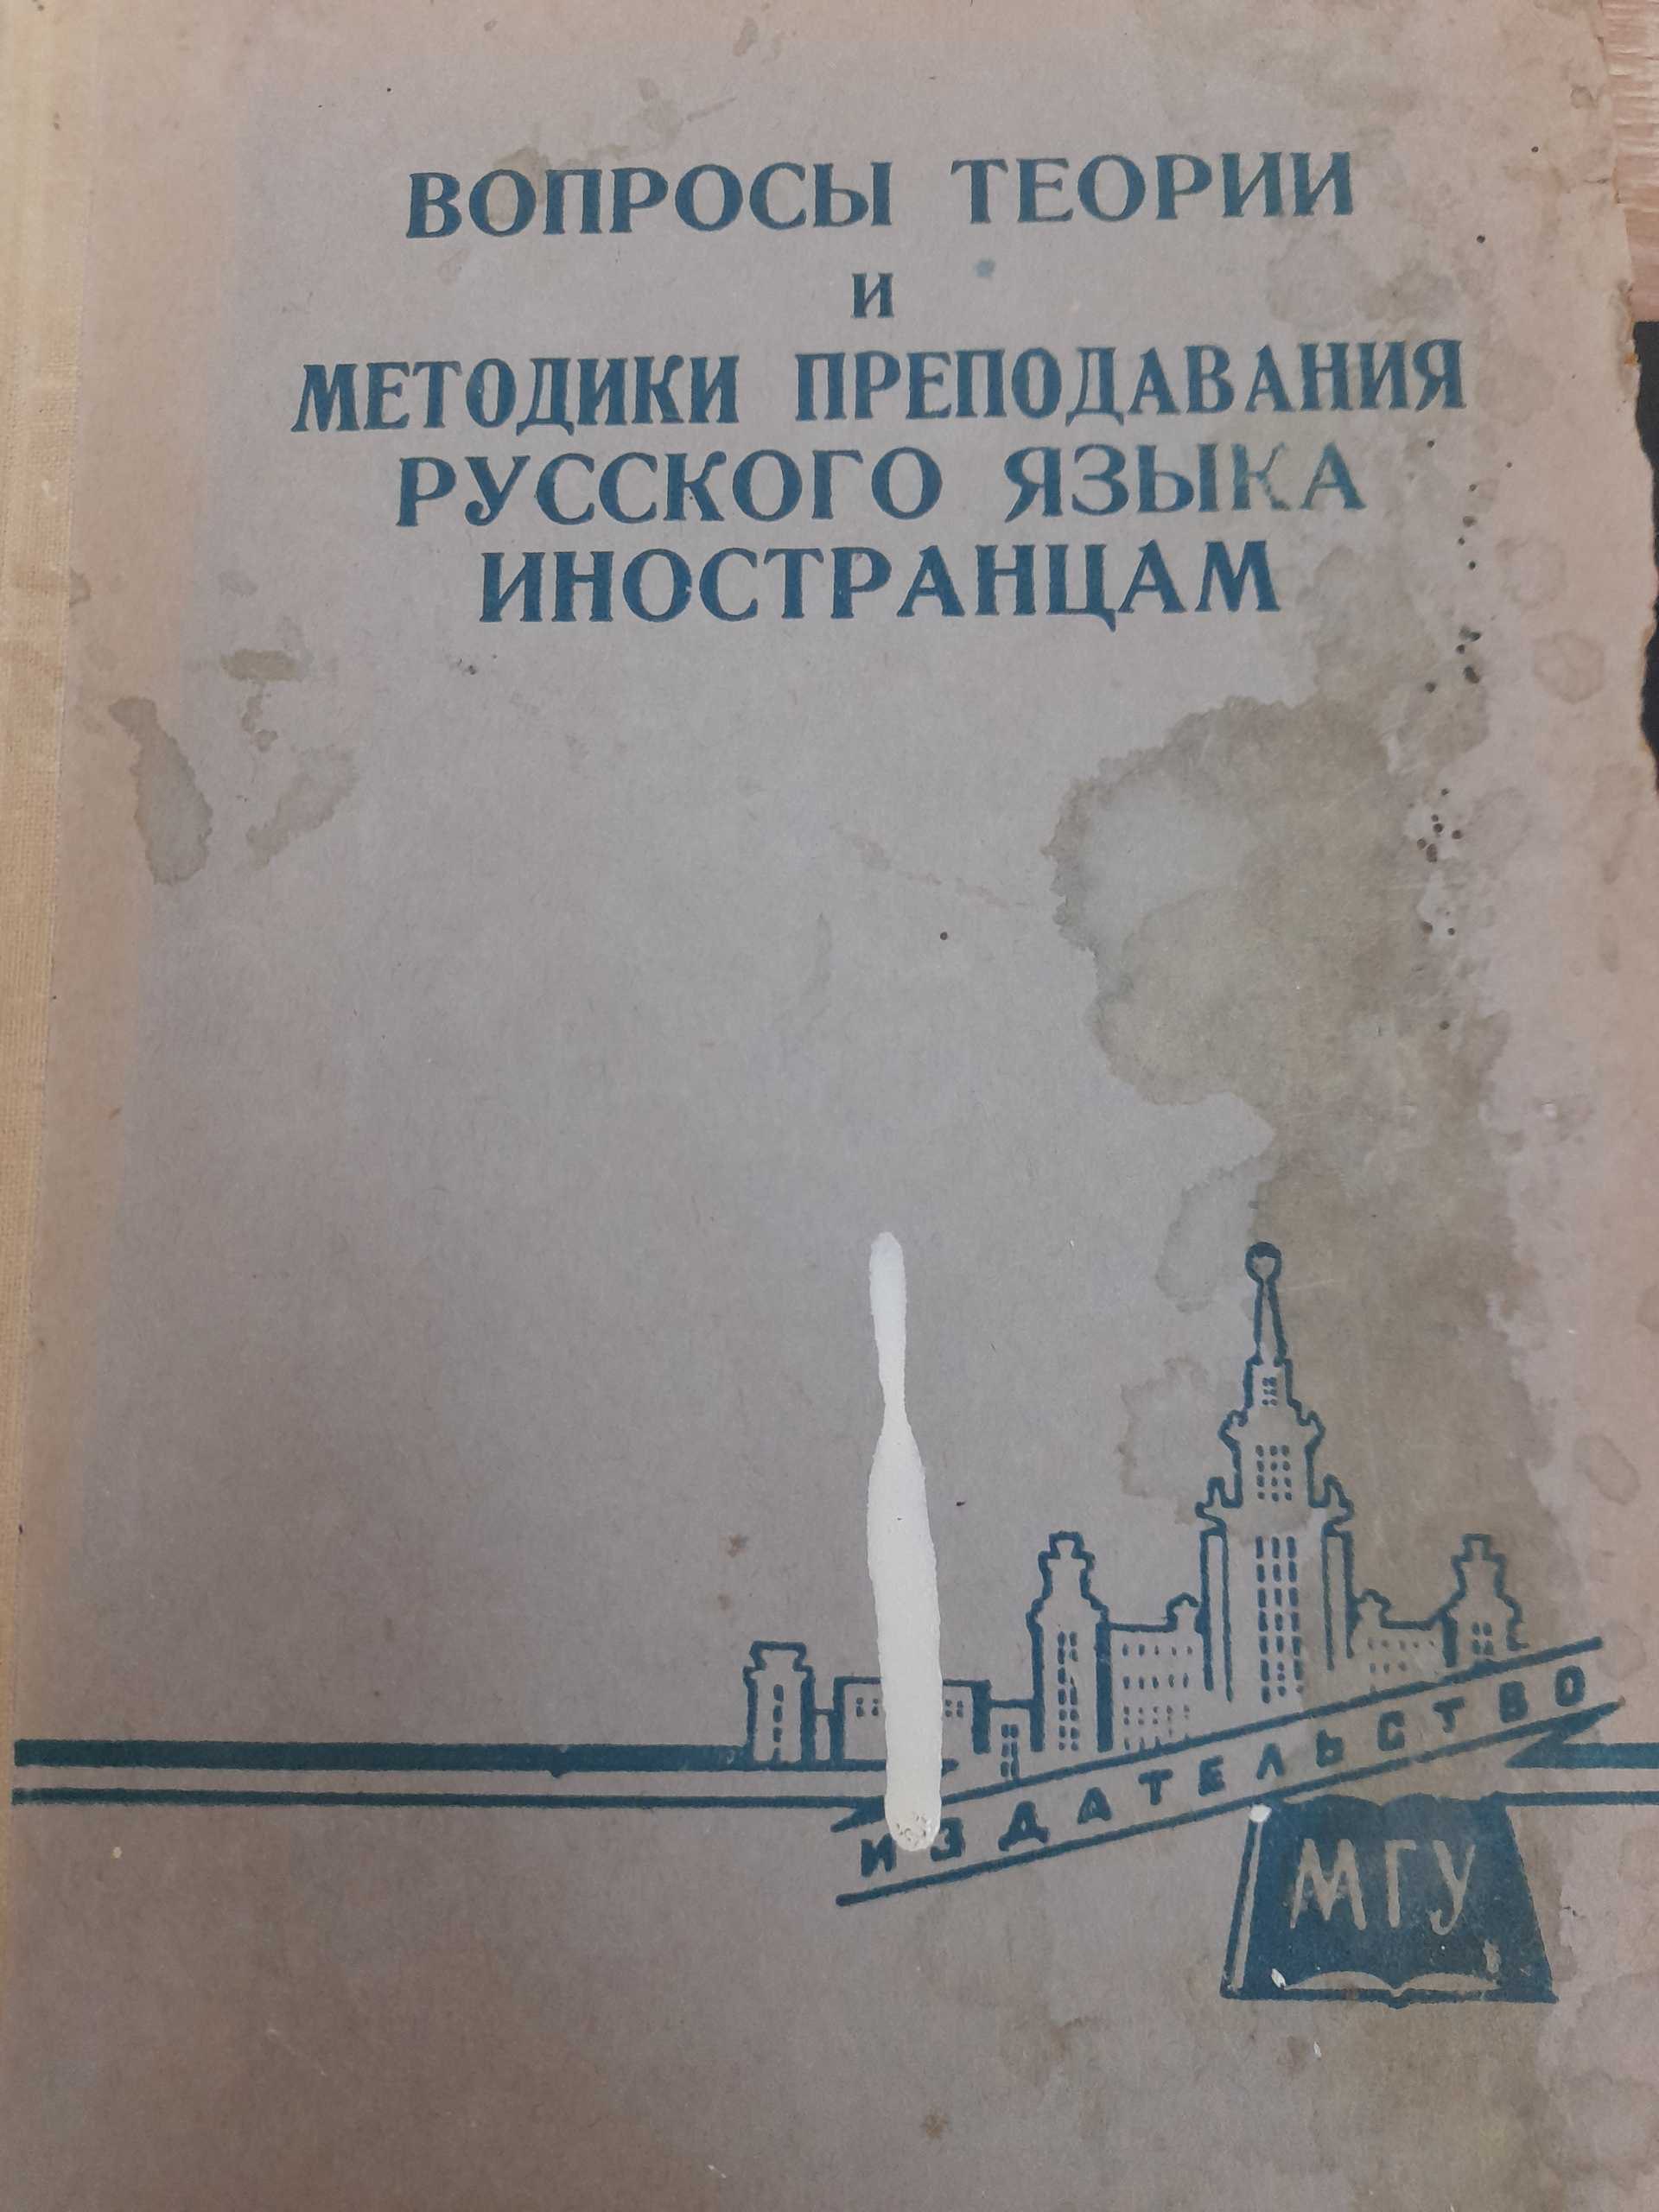 ВОПРОСЫ ТЕОРИИ
И
МЕТОДИКИ ПРЕПОДАВАНИЯ
РУССКОГО ЯЗЫКА
ИНОСТРАНЦАМ
ИЗДАТЕЛЬСТВО
МГУ